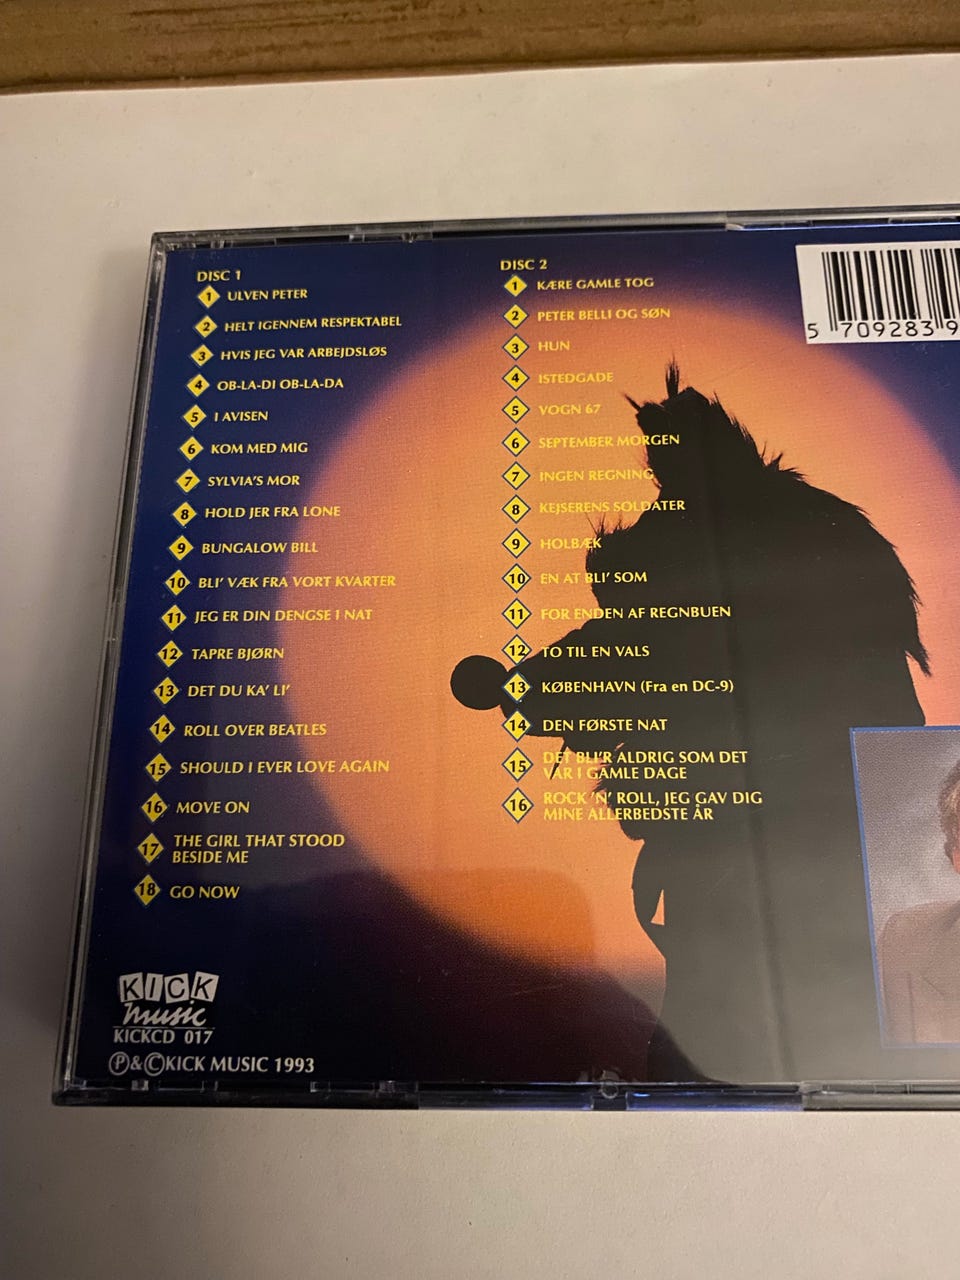 DISC 1
1 ULVEN PETER
2 HELT IGENNEM RESPEKTABEL
3 HVIS JEG VAR ARBEJDSLØS
4 OB-LA-DI OB-LA-DA
5 I AVISEN
6 KOM MED MIG
7 SYLVIA'S MOR
8 HOLD JER FRA LONE
9 BUNGALOW BILL
10 BLI' VÆK FRA VORT KVARTER
11 JEG ER DIN DENGSE I NAT
12 TAPRE BJØRN
13 DET DU KA' LI'
14 ROLL OVER BEATLES
15 SHOULD I EVER LOVE AGAIN
16 MOVE ON
17 THE GIRL THAT STOOD
BESIDE ME
18 GO NOW
DISC 2
1 KÆRE GAMLE TOG
2 PETER BELLI OG SØN
3 HUN
4 ISTEDGADE
5 VOGN 67
6 SEPTEMBER MORGEN
7 INGEN REGNING
8 KEJSERENS SOLDATER
9 HOLBÆK
10 EN AT BLI' SOM
11 FOR ENDEN AF REGNBUEN
12 TO TIL EN VALS
13 KØBENHAVN (Fra en DC-9)
14 DEN FØRSTE NAT
15 DET BLI'R ALDRIG SOM DET
VAR I GAMLE DAGE
16 ROCK 'N' ROLL, JEG GAV DIG
MINE ALLERBEDSTE ÅR
5 709283 9
KICK
music
KICKCD 017
Ⓟ&©KICK MUSIC 1993